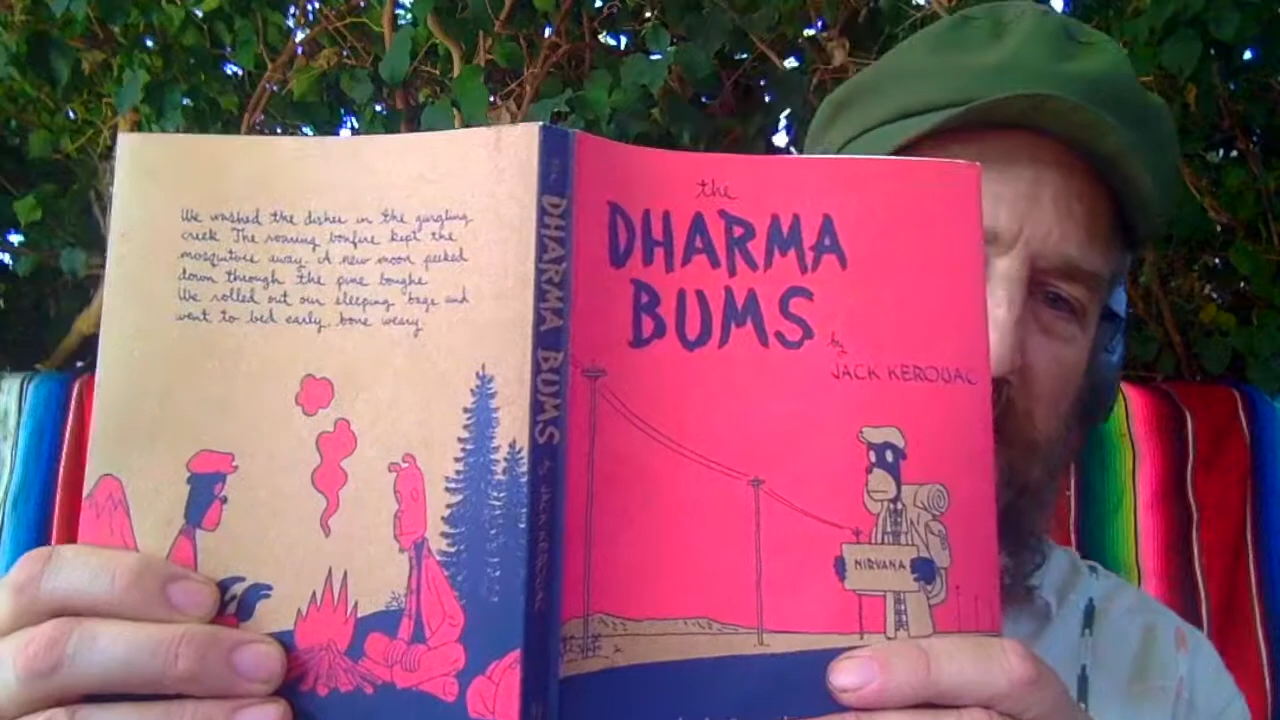 We washed the dishes in the gurgling
creek. The roaring bonfire kept the
mosquitoes away. A new moon peeked
down through the pine boughs
We rolled out our sleeping bags and
went to bed early, bone weary.
DHARMA BUMS
by JACK KEROUAC
the
DHARMA
BUMS
by
JACK KEROUAC
NIRVANA